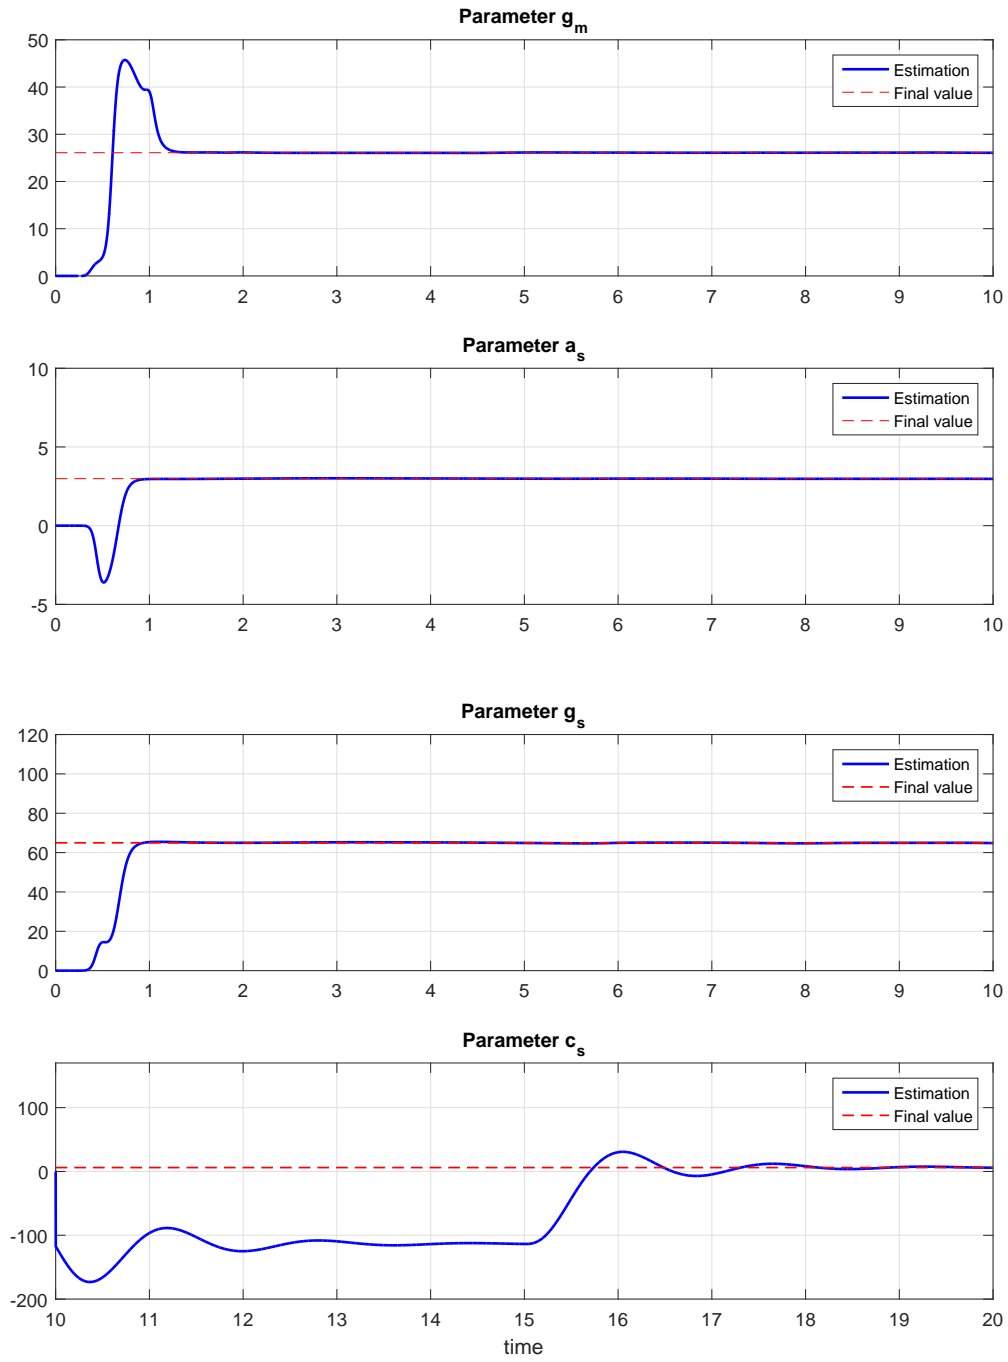 Parameter g_m
50
40
30
20
10
0
Estimation
Final value
0 1 2 3 4 5 6 7 8 9 10
Parameter a_s
10
5
0
-5
Estimation
Final value
0 1 2 3 4 5 6 7 8 9 10
Parameter g_s
120
100
80
60
40
20
0
Estimation
Final value
0 1 2 3 4 5 6 7 8 9 10
Parameter c_s
100
0
-100
-200
Estimation
Final value
10 11 12 13 14 15 16 17 18 19 20
time